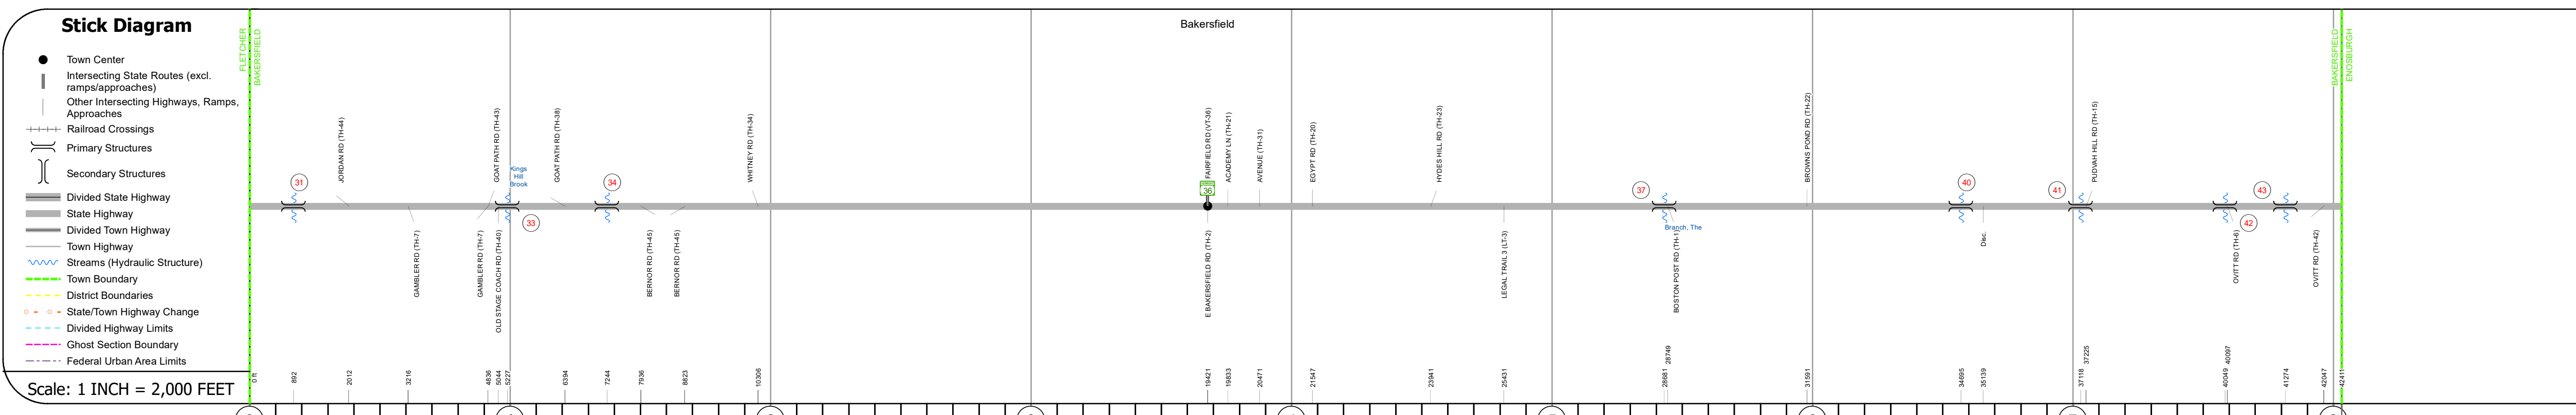 Stick Diagram
Town Center
Intersecting State Routes (excl.
ramps/approaches)
Other Intersecting Highways, Ramps,
Approaches
Railroad Crossings
Primary Structures
Secondary Structures
Divided State Highway
State Highway
Divided Town Highway
Town Highway
Streams (Hydraulic Structure)
Town Boundary
District Boundaries
State/Town Highway Change
Divided Highway Limits
Ghost Section Boundary
Federal Urban Area Limits
Scale: 1 INCH = 2,000 FEET
FLETCHER
BAKERSFIELD
Bakersfield
BAKERSFIELD
ENOSBURGH
JORDAN RD (TH-44)
GOAT PATH RD (TH-43)
GOAT PATH RD (TH-38)
WHITNEY RD (TH-34)
FAIRFIELD RD (VT-36)
ACADEMY LN (TH-21)
AVENUE (TH-31)
EGYPT RD (TH-20)
HYDES HILL RD (TH-23)
BROWNS POND RD (TH-22)
PUDVAH HILL RD (TH-15)
Kings
Hill
Brook
31
33
34
36
37
40
41
42
43
Branch, The
GAMBLER RD (TH-7)
GAMBLER RD (TH-7)
OLD STAGE COACH RD (TH-40)
BERNOR RD (TH-45)
BERNOR RD (TH-45)
E BAKERSFIELD RD (TH-2)
LEGAL TRAIL 3 (LT-3)
BOSTON POST RD (TH-1)
Disc.
OVITT RD (TH-6)
OVITT RD (TH-42)
0 ft
892
2012
3216
4836
5044
5227
6394
7244
7936
8823
10306
19421
19833
20471
21547
23941
25431
28681
28749
31591
34695
35139
37118
37225
40049
40097
41274
42047
42411